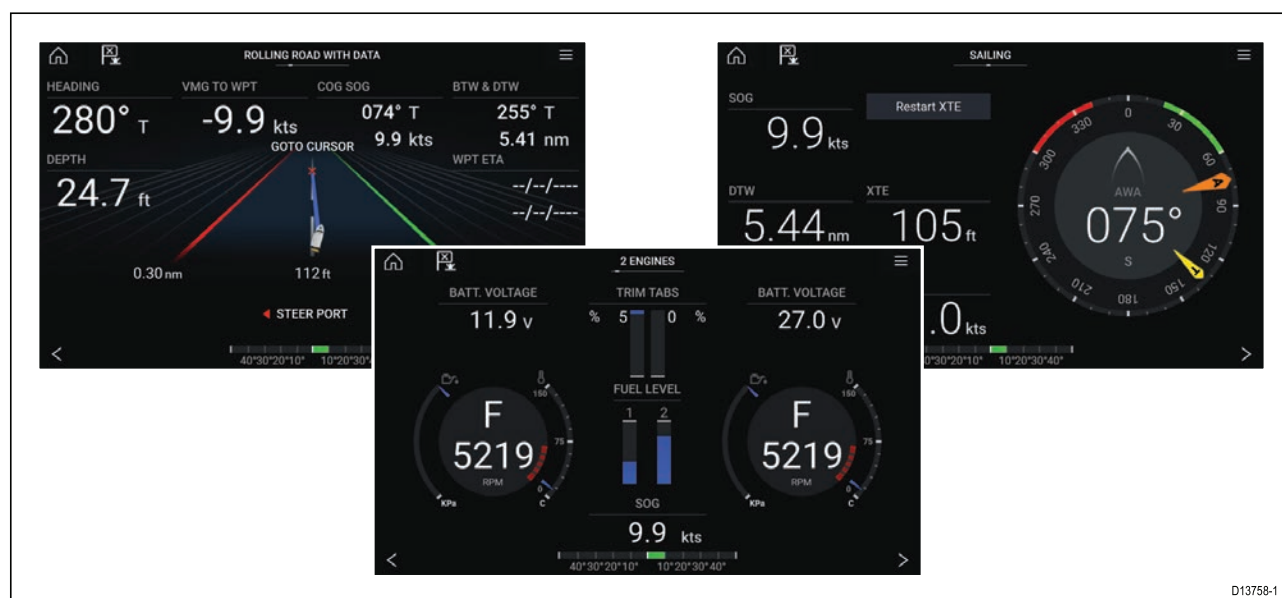 ROLLING ROAD WITH DATA
HEADING VMG TO WPT COG SOG BTW & DTW
280° T -9.9 kts 074° T 255° T
9.9 kts 5.41 nm
GOTO CURSOR
DEPTH WPT ETA
24.7 ft --/--/----
--/--/----
0.30 nm 112 ft
STEER PORT
40°30°20°10° 10°20°30°
SAILING
SOG Restart XTE
9.9 kts
DTW XTE
5.44 nm 105 ft
.0 kts
0 30 60 90 120 150 180 210 240 270 300 330
A
T
AWA
075°
S
0°30°20°10° 10°20°30°40°
2 ENGINES
BATT. VOLTAGE TRIM TABS BATT. VOLTAGE
11.9 v % 5 0 % 27.0 v
FUEL LEVEL
1 2
150 150
F F
75 75
5219 5219
RPM RPM
0 0
KPa C KPa C
SOG
9.9 kts
40°30°20°10° 10°20°30°40°
D13758-1